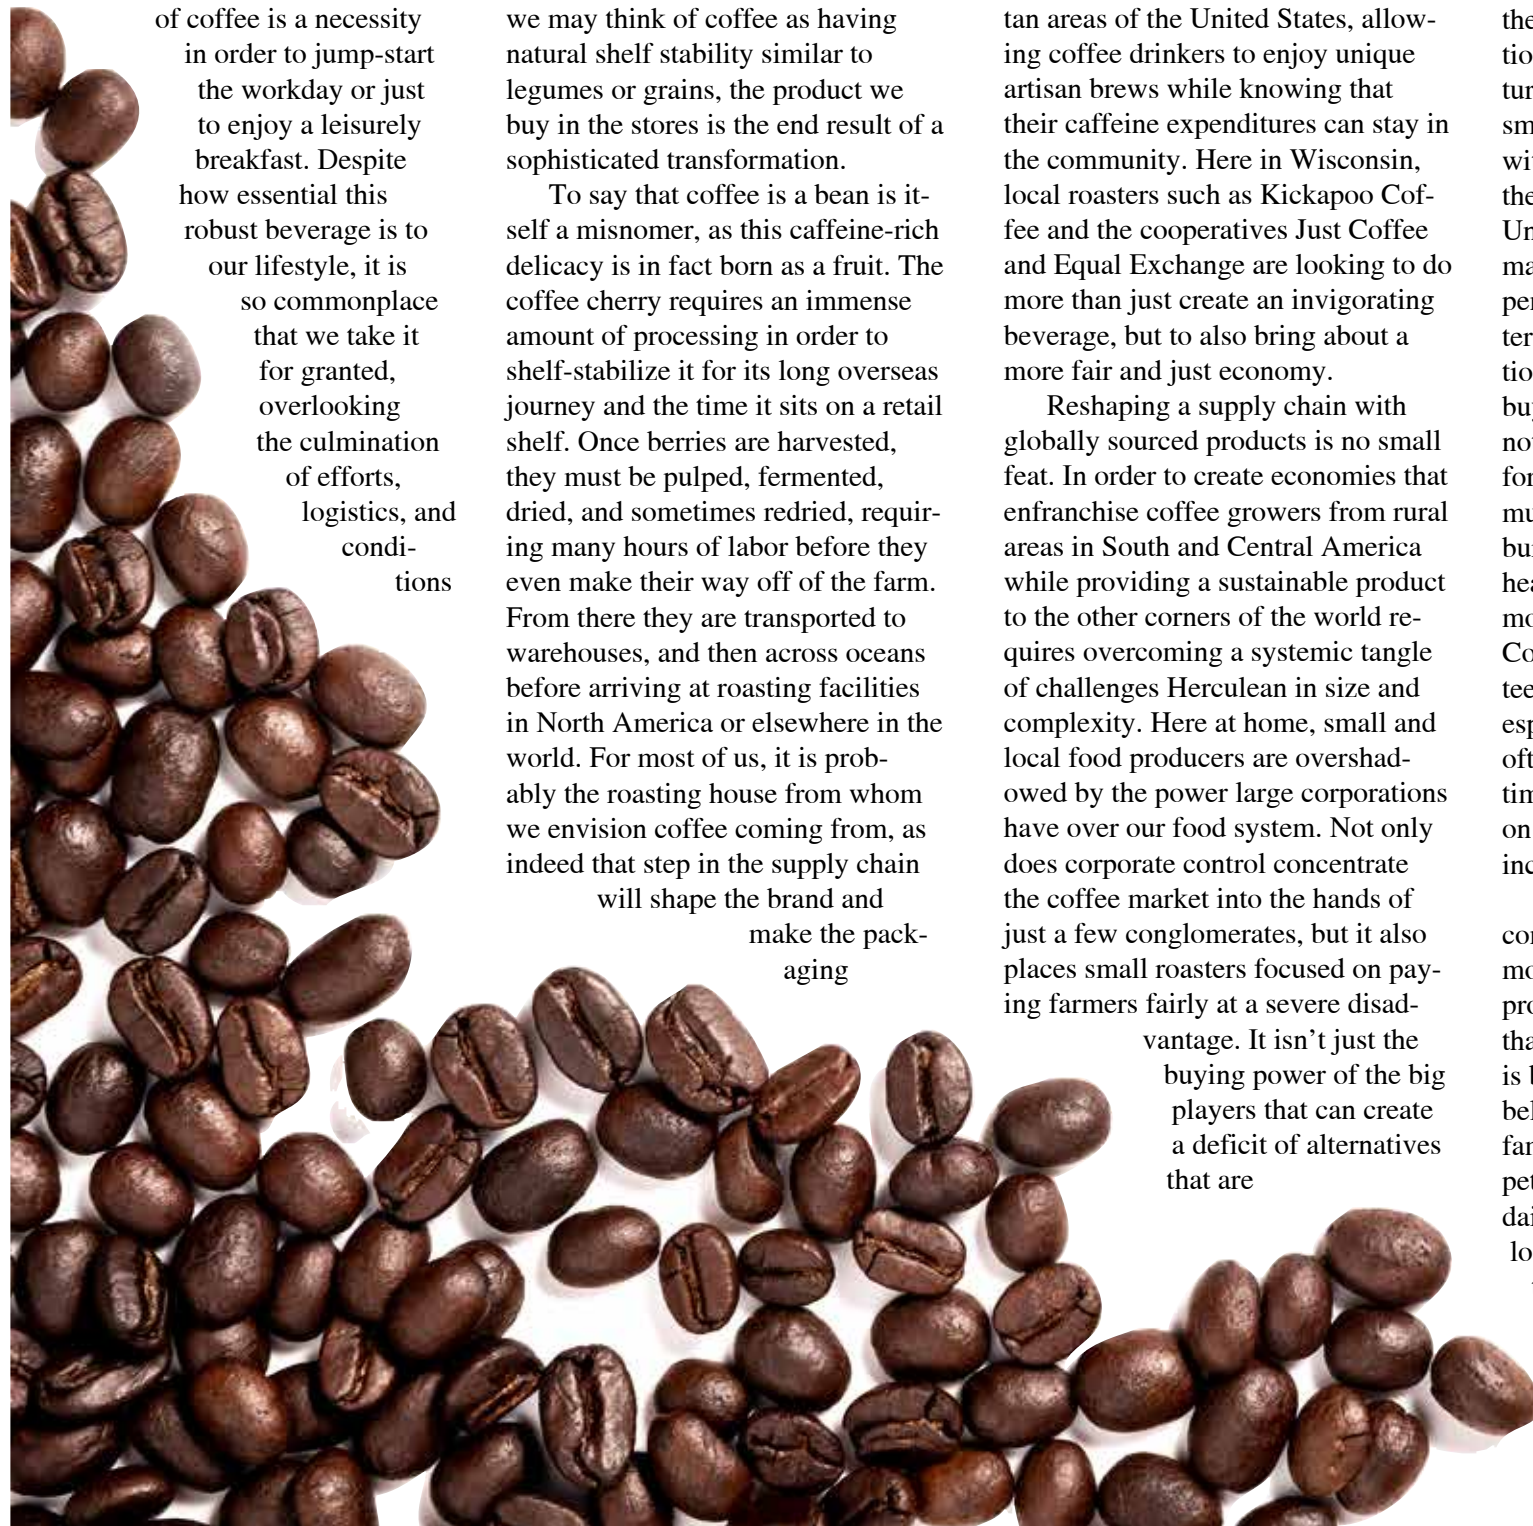 of coffee is a necessity
in order to jump-start
the workday or just
to enjoy a leisurely
breakfast. Despite
how essential this
robust beverage is to
our lifestyle, it is
so commonplace
that we take it
for granted,
overlooking
the culmination
of efforts,
logistics, and
condi-
tions
we may think of coffee as having
natural shelf stability similar to
legumes or grains, the product we
buy in the stores is the end result of a
sophisticated transformation.
To say that coffee is a bean is it-
self a misnomer, as this caffeine-rich
delicacy is in fact born as a fruit. The
coffee cherry requires an immense
amount of processing in order to
shelf-stabilize it for its long overseas
journey and the time it sits on a retail
shelf. Once berries are harvested,
they must be pulped, fermented,
dried, and sometimes redried, requir-
ing many hours of labor before they
even make their way off of the farm.
From there they are transported to
warehouses, and then across oceans
before arriving at roasting facilities
in North America or elsewhere in the
world. For most of us, it is prob-
ably the roasting house from whom
we envision coffee coming from, as
indeed that step in the supply chain
will shape the brand and
make the pack-
aging
tan areas of the United States, allow-
ing coffee drinkers to enjoy unique
artisan brews while knowing that
their caffeine expenditures can stay in
the community. Here in Wisconsin,
local roasters such as Kickapoo Cof-
fee and the cooperatives Just Coffee
and Equal Exchange are looking to do
more than just create an invigorating
beverage, but to also bring about a
more fair and just economy.
Reshaping a supply chain with
globally sourced products is no small
feat. In order to create economies that
enfranchise coffee growers from rural
areas in South and Central America
while providing a sustainable product
to the other corners of the world re-
quires overcoming a systemic tangle
of challenges Herculean in size and
complexity. Here at home, small and
local food producers are overshad-
owed by the power large corporations
have over our food system. Not only
does corporate control concentrate
the coffee market into the hands of
just a few conglomerates, but it also
places small roasters focused on pay-
ing farmers fairly at a severe disad-
vantage. It isn't just the
buying power of the big
players that can create
a deficit of alternatives
that are